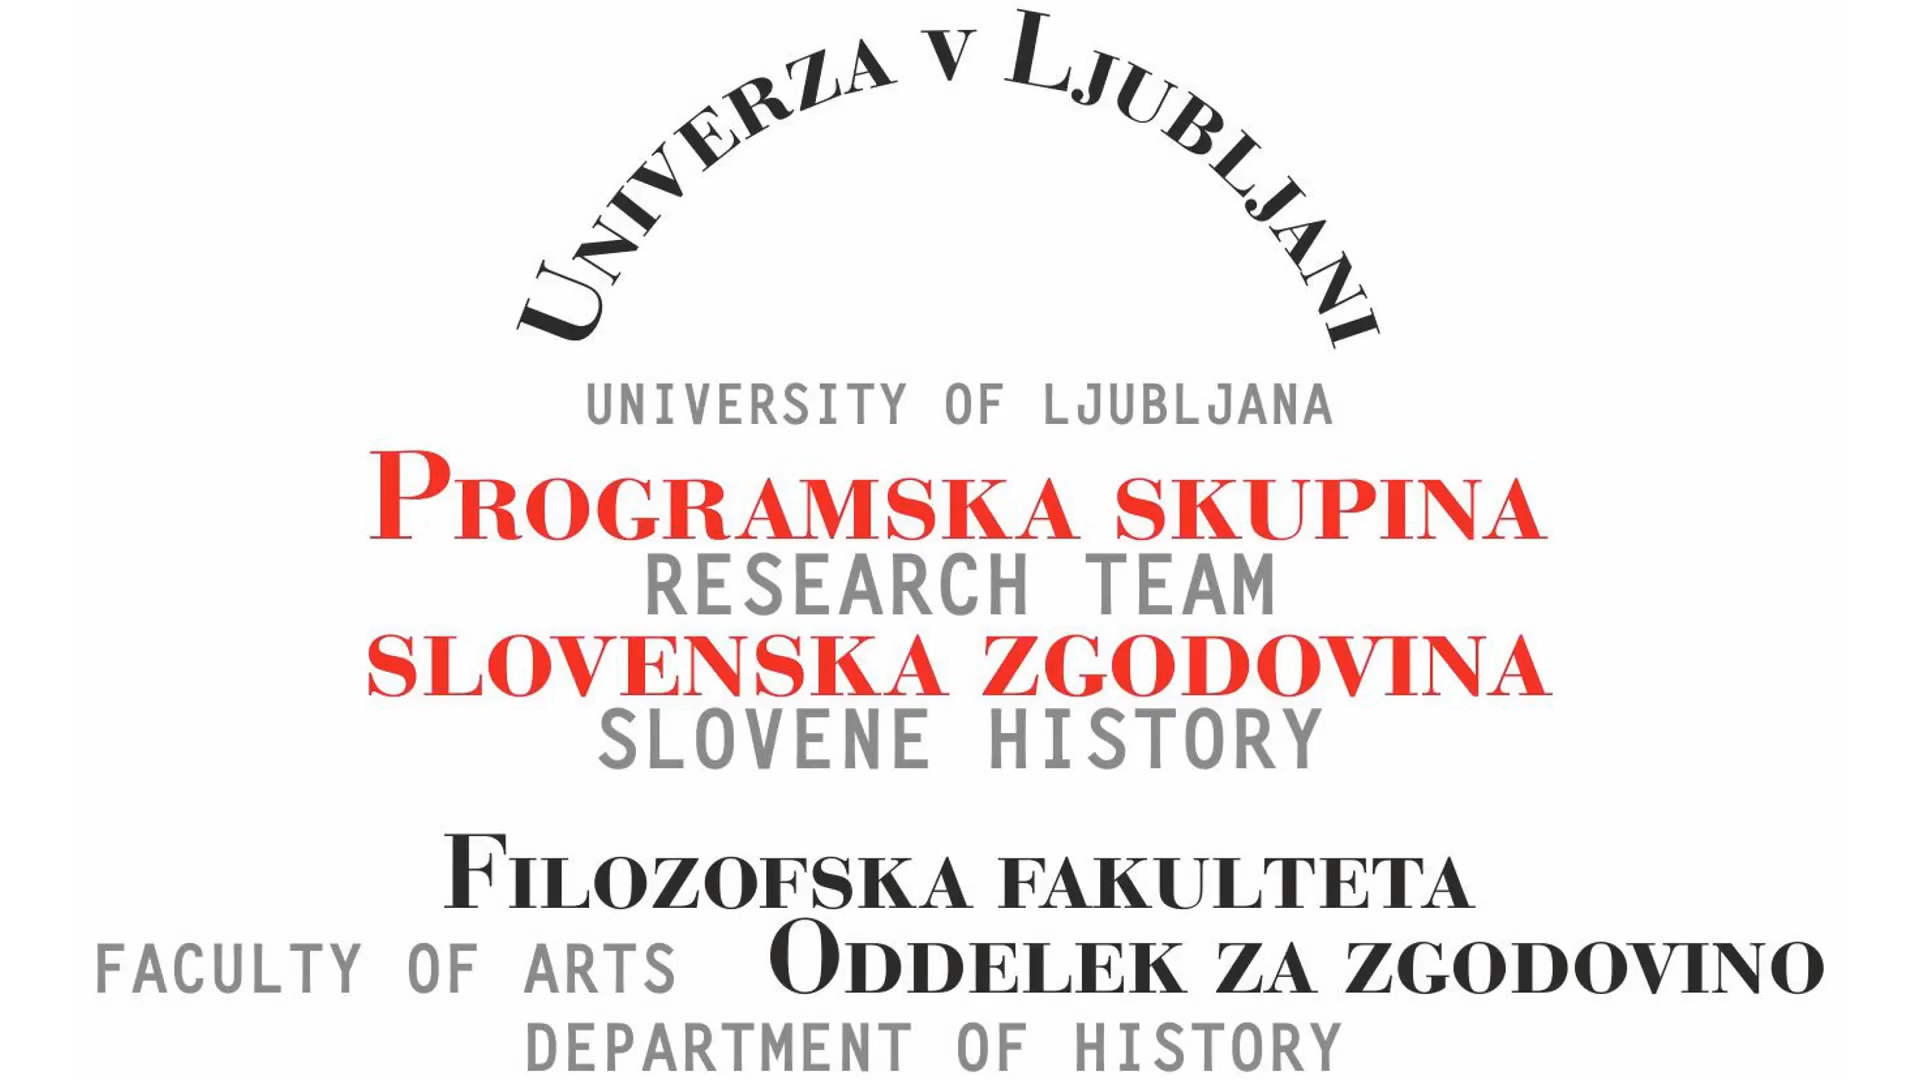 Univerza v Ljubljani
UNIVERSITY OF LJUBLJANA
Programska skupina
RESEARCH TEAM
slovenska zgodovina
SLOVENE HISTORY
Filozofska fakulteta
FACULTY OF ARTS Oddelek za zgodovino
DEPARTMENT OF HISTORY